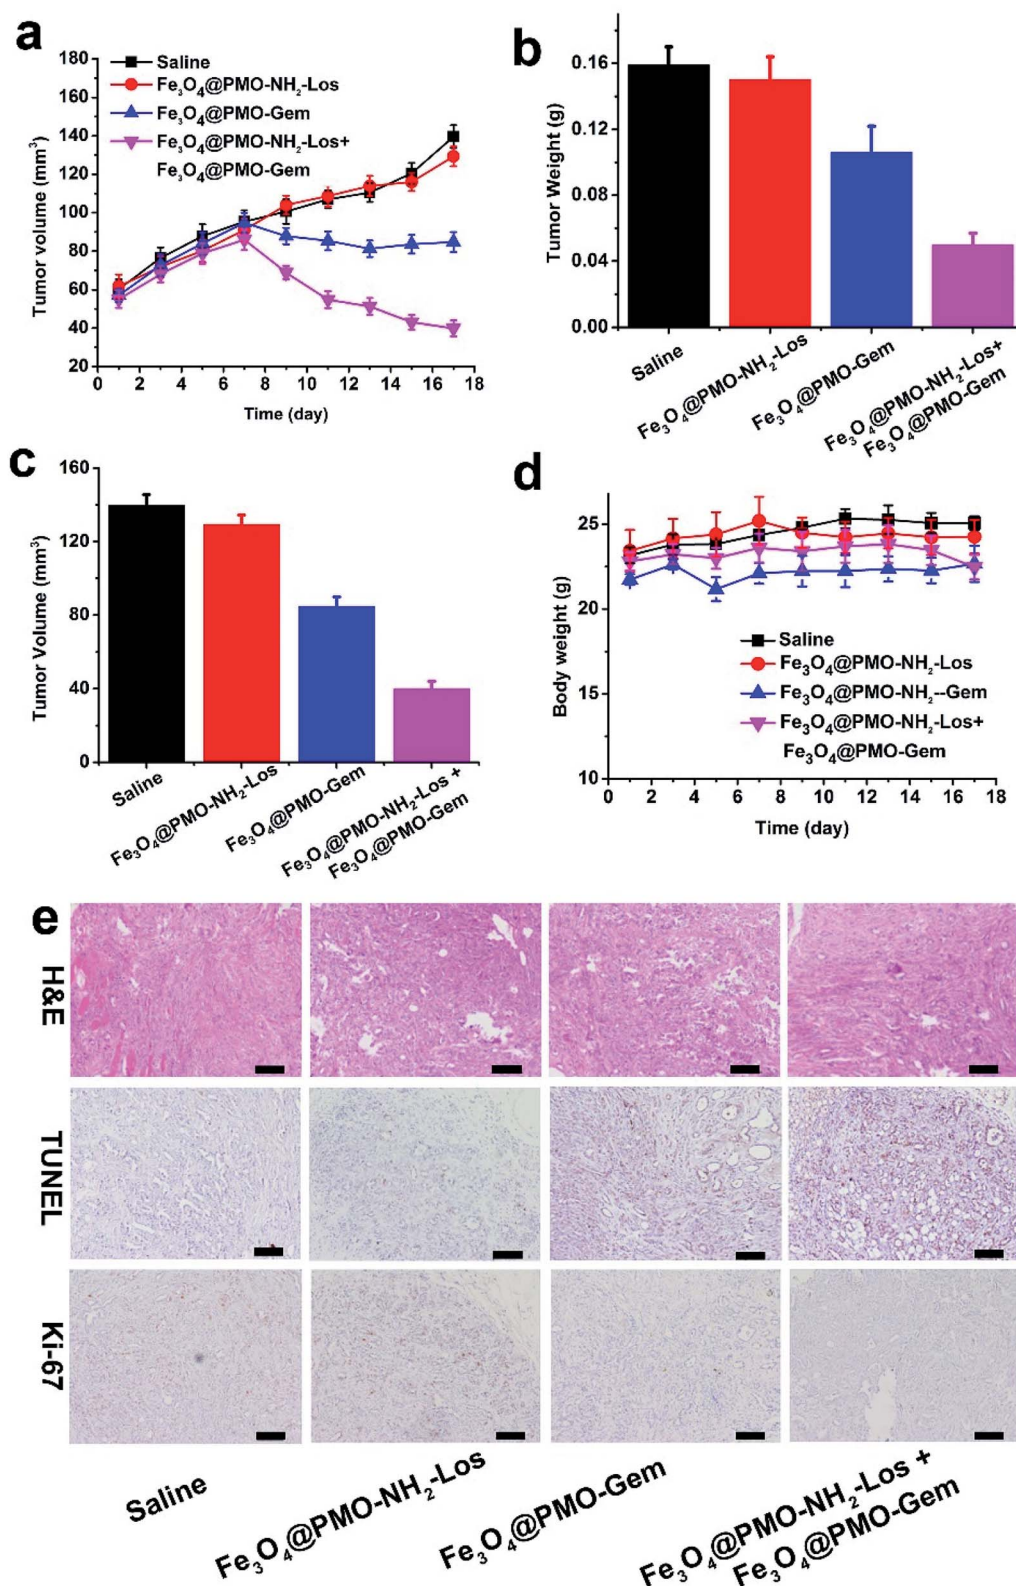 a
180
160
140
120
100
80
60
40
20
0 2 4 6 8 10 12 14 16 18
Tumor volume (mm³)
Time (day)
Saline
Fe₃O₄@PMO-NH₂-Los
Fe₃O₄@PMO-Gem
Fe₃O₄@PMO-NH₂-Los+
Fe₃O₄@PMO-Gem
b
0.16
0.12
0.08
0.04
0.00
Tumor Weight (g)
Saline
Fe₃O₄@PMO-NH₂-Los
Fe₃O₄@PMO-Gem
Fe₃O₄@PMO-NH₂-Los+
Fe₃O₄@PMO-Gem
c
160
120
80
40
0
Tumor Volume (mm³)
Saline
Fe₃O₄@PMO-NH₂-Los
Fe₃O₄@PMO-Gem
Fe₃O₄@PMO-NH₂-Los +
Fe₃O₄@PMO-Gem
d
25
20
15
10
Body weight (g)
Saline
Fe₃O₄@PMO-NH₂-Los
Fe₃O₄@PMO-NH₂--Gem
Fe₃O₄@PMO-NH₂-Los+
Fe₃O₄@PMO-Gem
0 2 4 6 8 10 12 14 16 18
Time (day)
e
H&E
TUNEL
Ki-67
Saline
Fe₃O₄@PMO-NH₂-Los
Fe₃O₄@PMO-Gem
Fe₃O₄@PMO-NH₂-Los +
Fe₃O₄@PMO-Gem